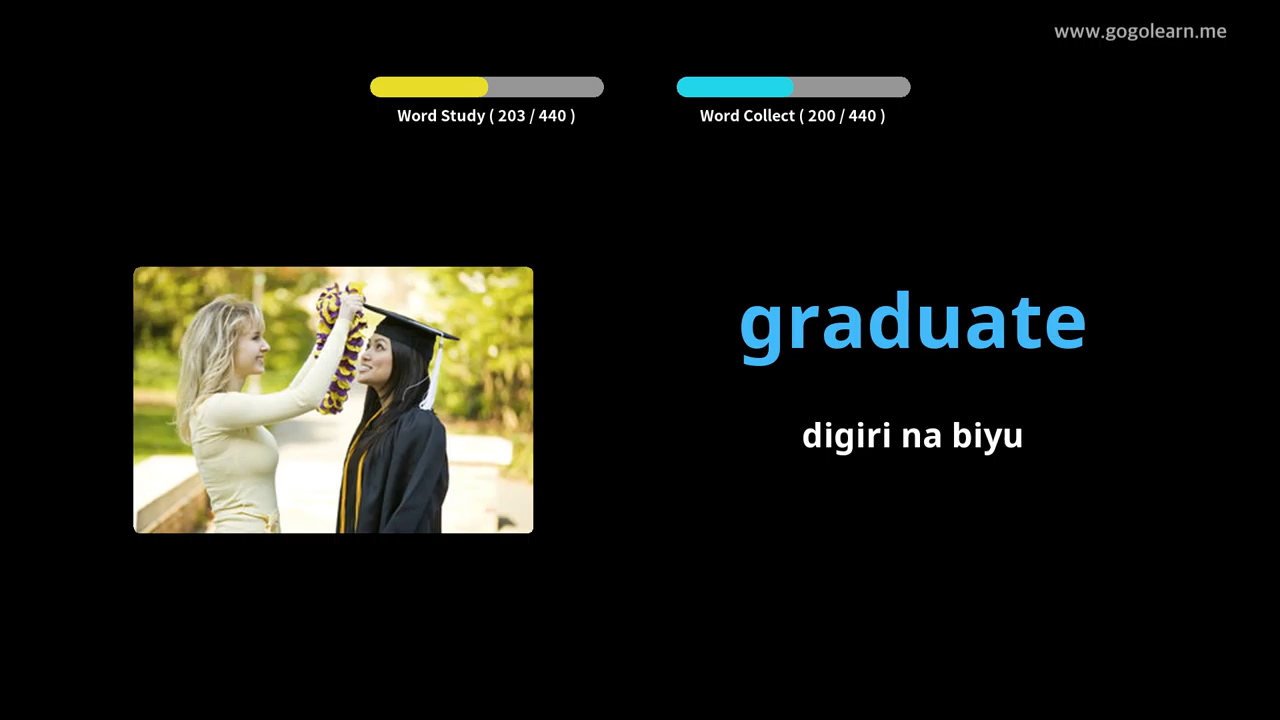 www.gogolearn.me
Word Study ( 203 / 440 )
Word Collect ( 200 / 440 )
graduate
digiri na biyu